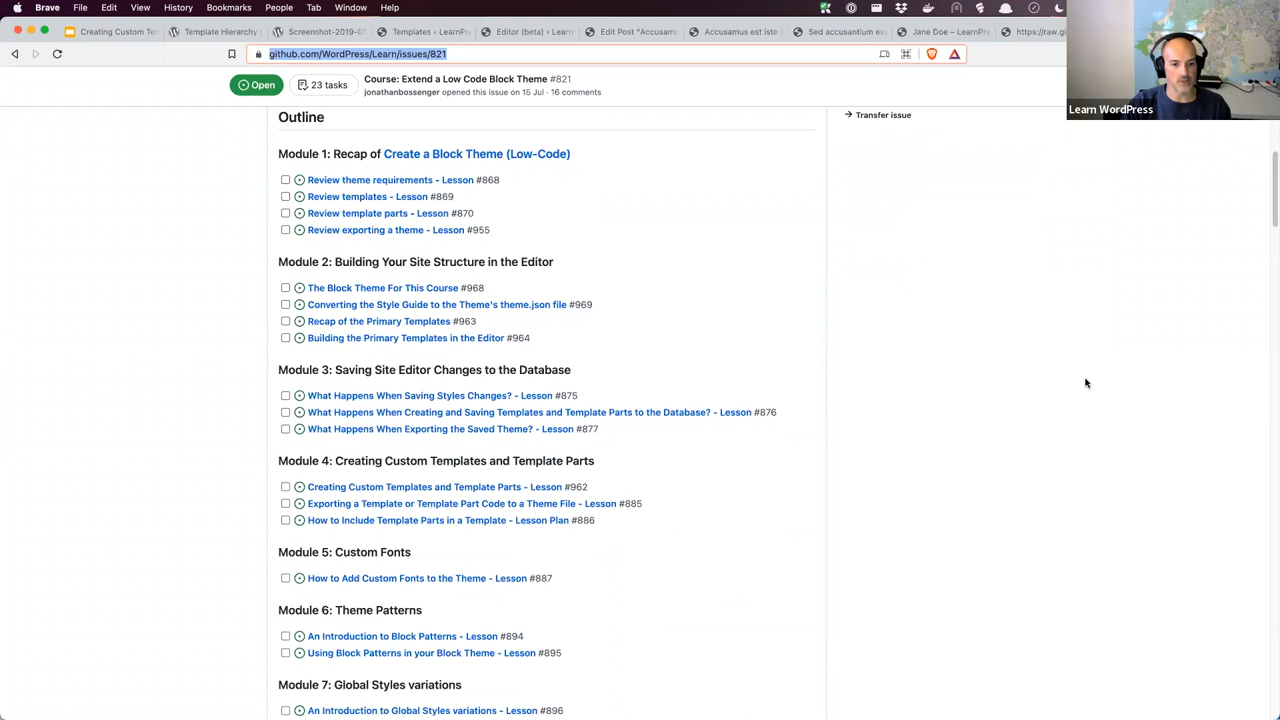 Brave File Edit View History Bookmarks Profiles Tab Window Help
Creating Custom Ten
Template Hierarchy
Screenshot-2019-01
Templates ‹ LearnPre
Editor (beta) ‹ Learn
Edit Post "Accusam
Accusamus est iste u
Sed accusantium ex
Jane Doe – LearnPre
https://raw.gi
github.com/WordPress/Learn/issues/821
Open
23 tasks
Course: Extend a Low Code Block Theme #821
jonathanbossenger opened this issue on 15 Jul · 16 comments
Learn WordPress
Transfer issue
Outline
Module 1: Recap of Create a Block Theme (Low-Code)
Review theme requirements - Lesson #868
Review templates - Lesson #869
Review template parts - Lesson #870
Review exporting a theme - Lesson #955
Module 2: Building Your Site Structure in the Editor
The Block Theme For This Course #968
Converting the Style Guide to the Theme's theme.json file #969
Recap of the Primary Templates #963
Building the Primary Templates in the Editor #964
Module 3: Saving Site Editor Changes to the Database
What Happens When Saving Styles Changes? - Lesson #875
What Happens When Creating and Saving Templates and Template Parts to the Database? - Lesson #876
What Happens When Exporting the Saved Theme? - Lesson #877
Module 4: Creating Custom Templates and Template Parts
Creating Custom Templates and Template Parts - Lesson #962
Exporting a Template or Template Part Code to a Theme File - Lesson #885
How to Include Template Parts in a Template - Lesson Plan #886
Module 5: Custom Fonts
How to Add Custom Fonts to the Theme - Lesson #887
Module 6: Theme Patterns
An Introduction to Block Patterns - Lesson #894
Using Block Patterns in your Block Theme - Lesson #895
Module 7: Global Styles variations
An Introduction to Global Styles variations - Lesson #896